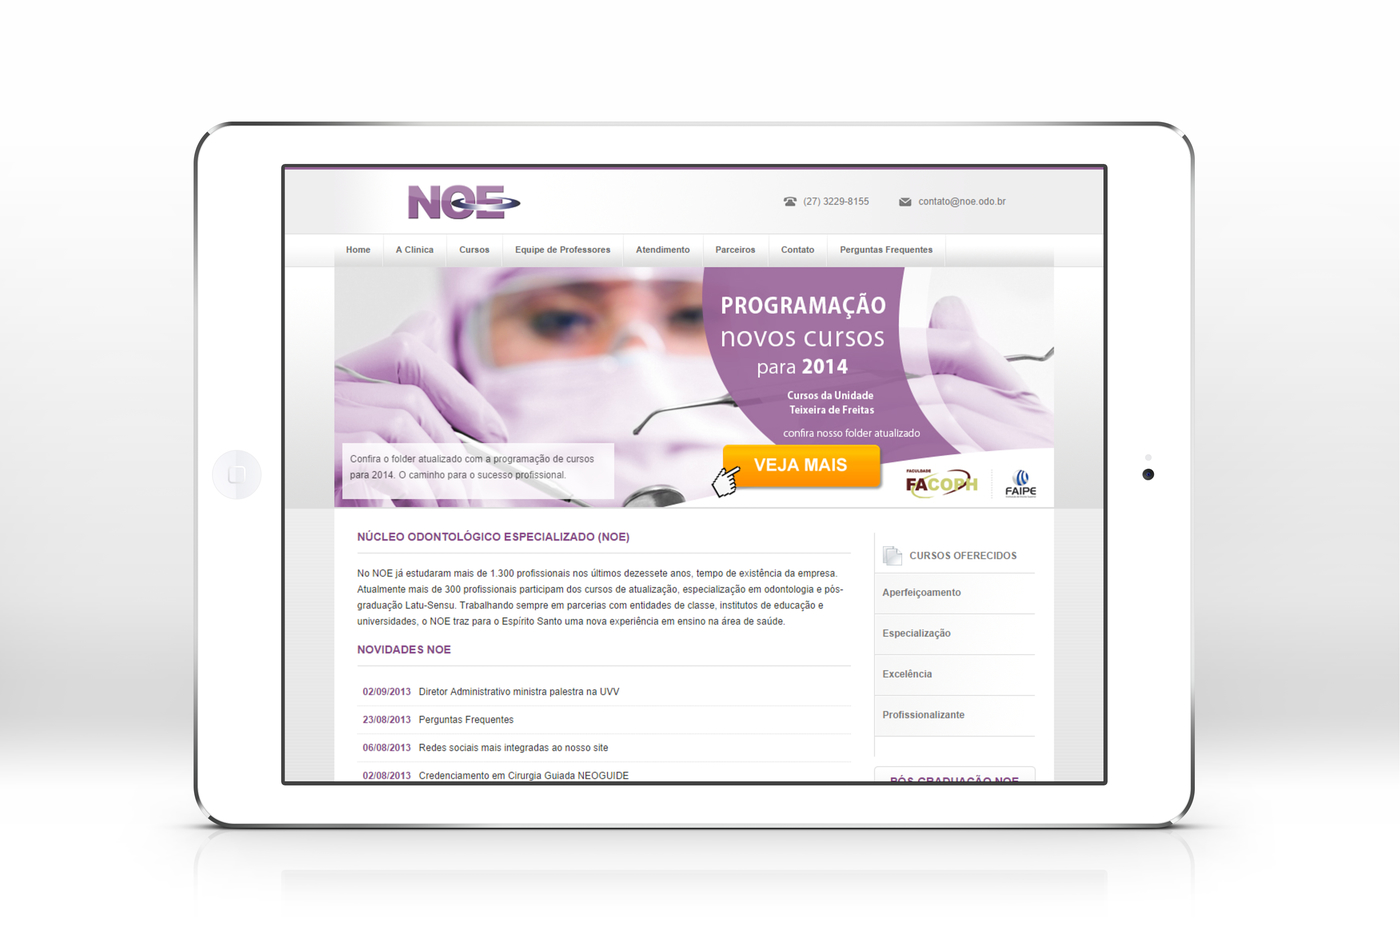 NOE
(27) 3229-8155
contato@noe.odo.br
Home
A Clinica
Cursos
Equipe de Professores
Atendimento
Parceiros
Contato
Perguntas Frequentes
PROGRAMAÇÃO
novos cursos
para 2014
Cursos da Unidade
Teixeira de Freitas
confira nosso folder atualizado
VEJA MAIS
Confira o folder atualizado com a programação de cursos
para 2014. O caminho para o sucesso profissional.
FACULDADE
FACOPH
FAIPE
NÚCLEO ODONTOLÓGICO ESPECIALIZADO (NOE)
No NOE já estudaram mais de 1.300 profissionais nos últimos dezessete anos, tempo de existência da empresa.
Atualmente mais de 300 profissionais participam dos cursos de atualização, especialização em odontologia e pós-
graduação Latu-Sensu. Trabalhando sempre em parcerias com entidades de classe, institutos de educação e
universidades, o NOE traz para o Espírito Santo uma nova experiência em ensino na área de saúde.
NOVIDADES NOE
02/09/2013 Diretor Administrativo ministra palestra na UVV
23/08/2013 Perguntas Frequentes
06/08/2013 Redes sociais mais integradas ao nosso site
02/08/2013 Credenciamento em Cirurgia Guiada NEOGUIDE
CURSOS OFERECIDOS
Aperfeiçoamento
Especialização
Excelência
Profissionalizante
PÓS GRADUAÇÃO NOE